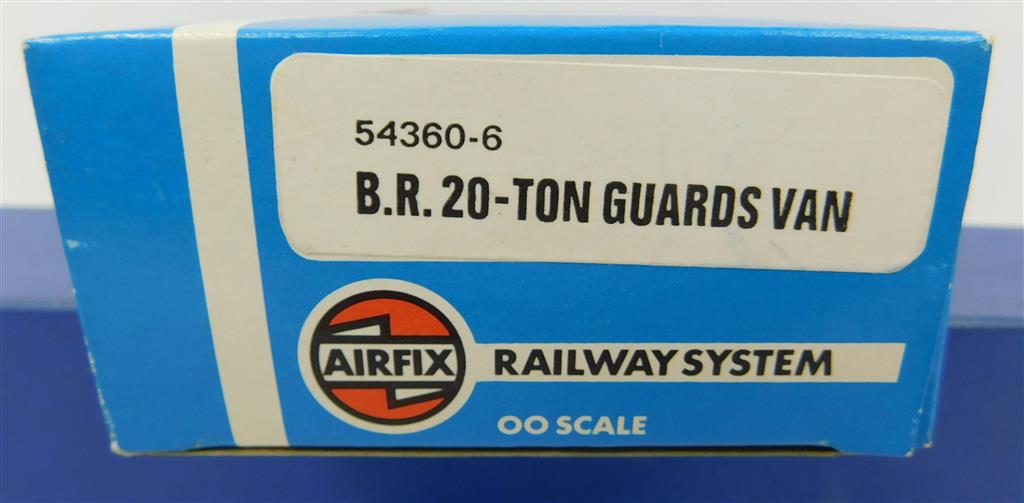 54360-6
B.R. 20-TON GUARDS VAN
AIRFIX RAILWAY SYSTEM
OO SCALE